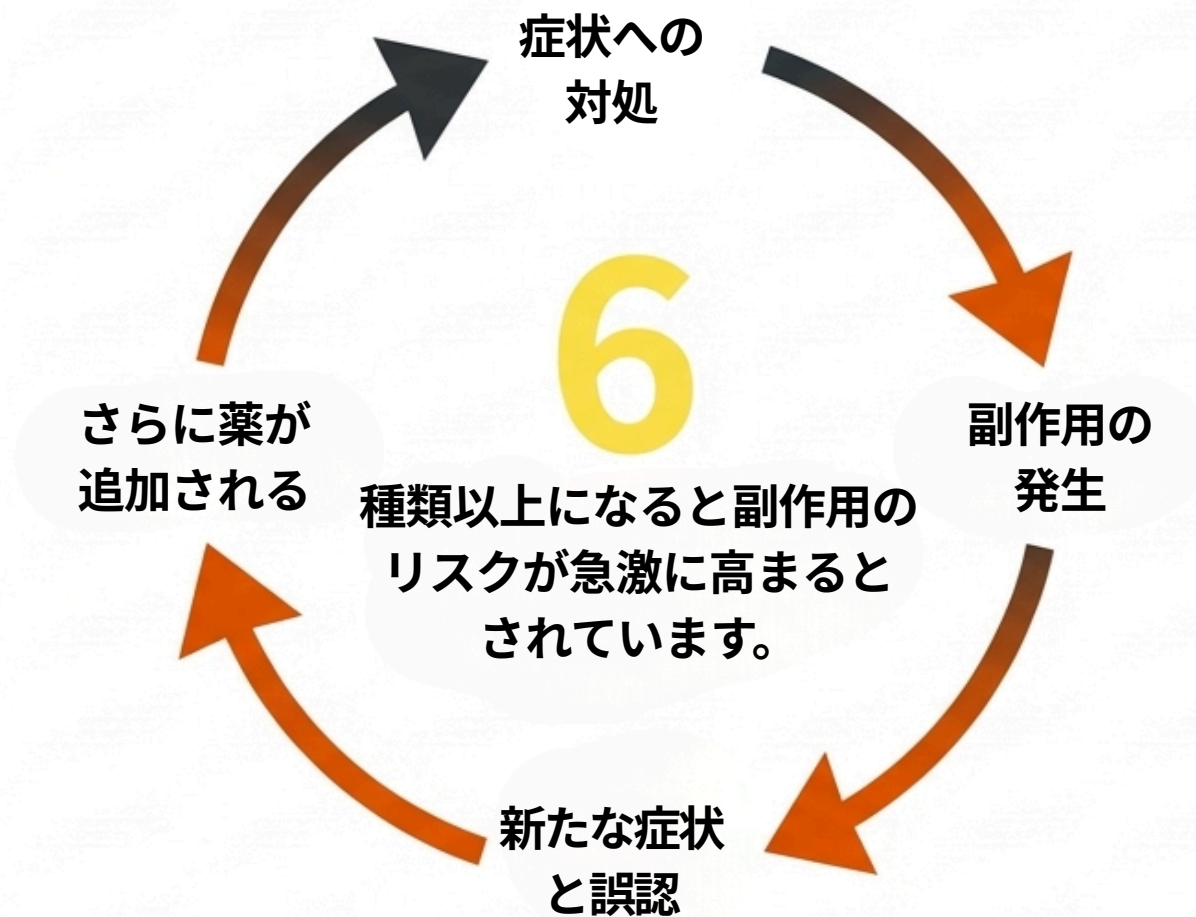 症状への
対処
6
さらに薬が
追加される
副作用の
発生
種類以上になると副作用の
リスクが急激に高まると
されています。
新たな症状
と誤認